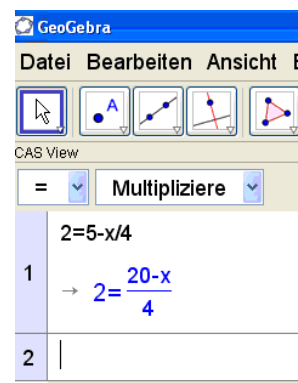 GeoGebra
Datei Bearbeiten Ansicht
A
CAS View
= Multipliziere
2=5-x/4
1
→ 2=20-x/4
2